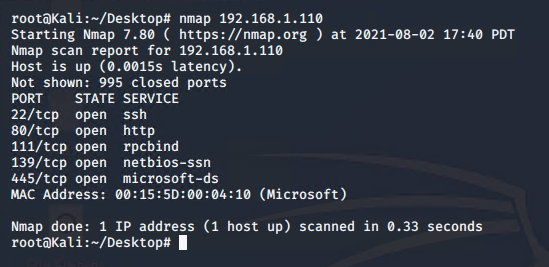 root@Kali:~/Desktop# nmap 192.168.1.110
Starting Nmap 7.80 ( https://nmap.org ) at 2021-08-02 17:40 PDT
Nmap scan report for 192.168.1.110
Host is up (0.0015s latency).
Not shown: 995 closed ports
PORT    STATE SERVICE
22/tcp  open  ssh
80/tcp  open  http
111/tcp open  rpcbind
139/tcp open  netbios-ssn
445/tcp open  microsoft-ds
MAC Address: 00:15:5D:00:04:10 (Microsoft)

Nmap done: 1 IP address (1 host up) scanned in 0.33 seconds
root@Kali:~/Desktop#